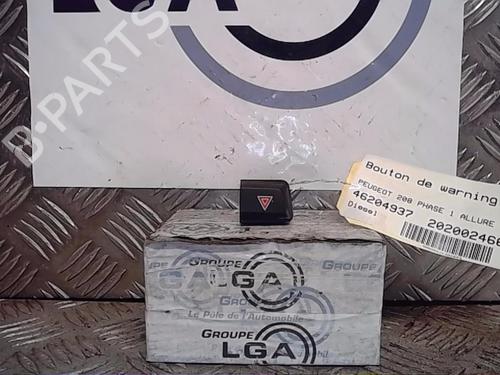 LGA
B-PARTS
Bouton de warning
PEUGEOT 208 PHASE 1 ALLURE
46204937
Diesel
GROUPE
LGA
GROUPE
Le Pôle de l'Automobile
GROUPE
LGA